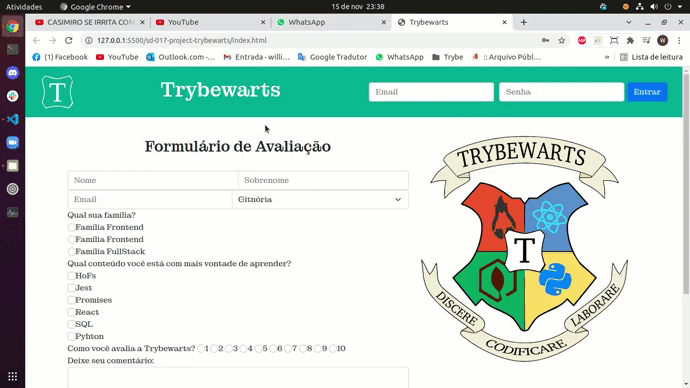 Atividades Google Chrome 15 de nov 23:38
CASIMIRO SE IRRITA COM YouTube WhatsApp Trybewarts
127.0.0.1:5500/sd-017-project-trybewarts/index.html
(1) Facebook YouTube Outlook.com -... Entrada - willi... Google Tradutor WhatsApp Trybe .:: Arquivo Públi... Lista de leitura
T Trybewarts Email Senha Entrar
Formulário de Avaliação
Nome Sobrenome
Email Gitnória
Qual sua família?
Família Frontend
Família Frontend
Família FullStack
Qual conteúdo você está com mais vontade de aprender?
HoFs
Jest
Promises
React
SQL
Pyhton
Como você avalia a Trybewarts? 1 2 3 4 5 6 7 8 9 10
Deixe seu comentário:
TRYBEWARTS
T
DISCERE CODIFICARE LABORARE